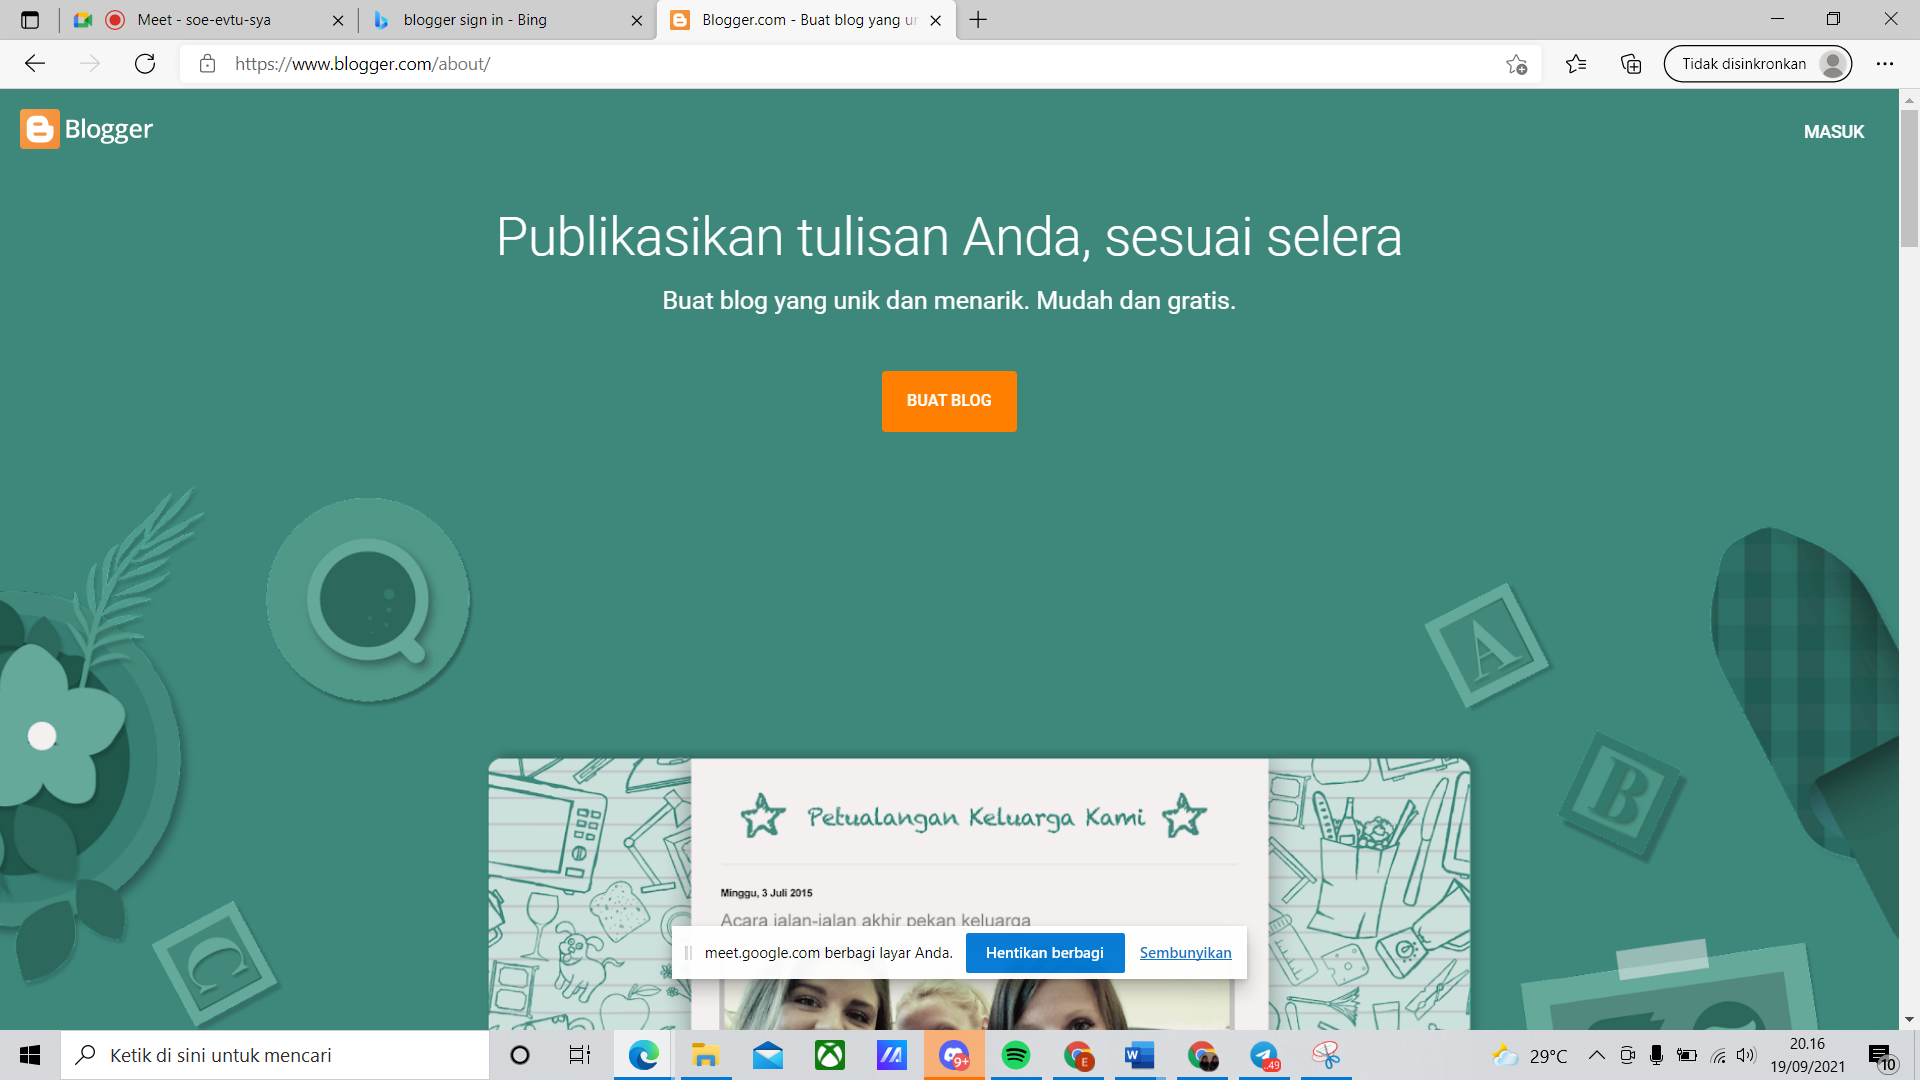 Meet - soe-evtu-sya
blogger sign in - Bing
Blogger.com - Buat blog yang un
https://www.blogger.com/about/
Tidak disinkronkan
Blogger
MASUK
Publikasikan tulisan Anda, sesuai selera
Buat blog yang unik dan menarik. Mudah dan gratis.
BUAT BLOG
A
B
C
Petualangan Keluarga Kami
Minggu, 3 Juli 2015
Acara jalan-jalan akhir pekan keluarga
meet.google.com berbagi layar Anda.
Hentikan berbagi
Sembunyikan
Ketik di sini untuk mencari
9+
E
W
..49
29°C
20.16
19/09/2021
10